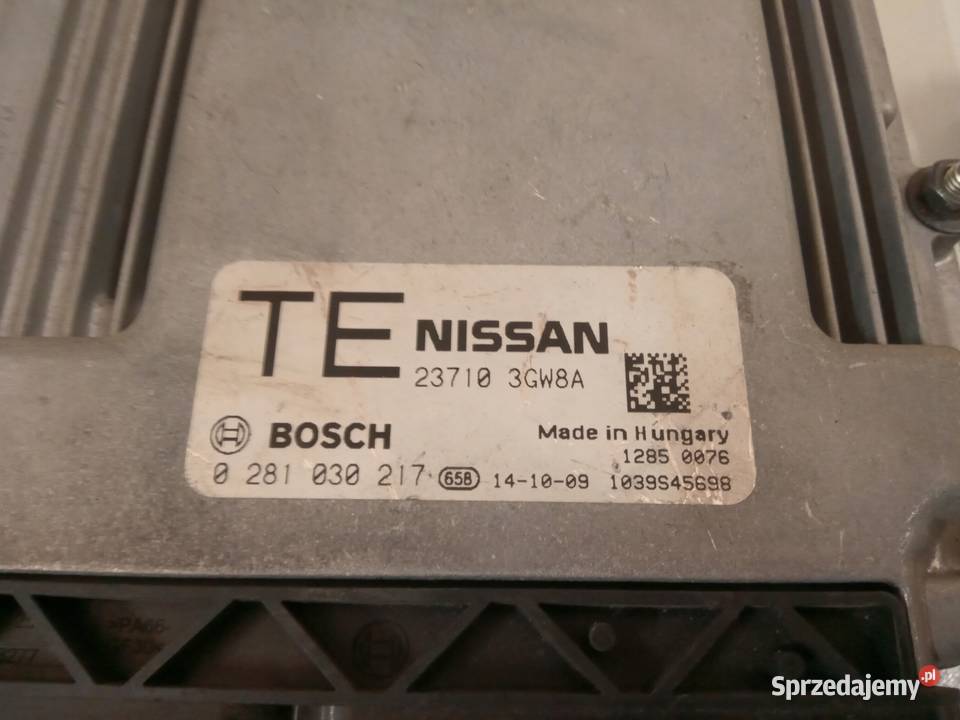 TE NISSAN
23710 3GW8A
BOSCH
Made in Hungary
1285 0076
0 281 030 217 658 14-10-09 1039S45698
>PA66-
Sprzedajemy.pl